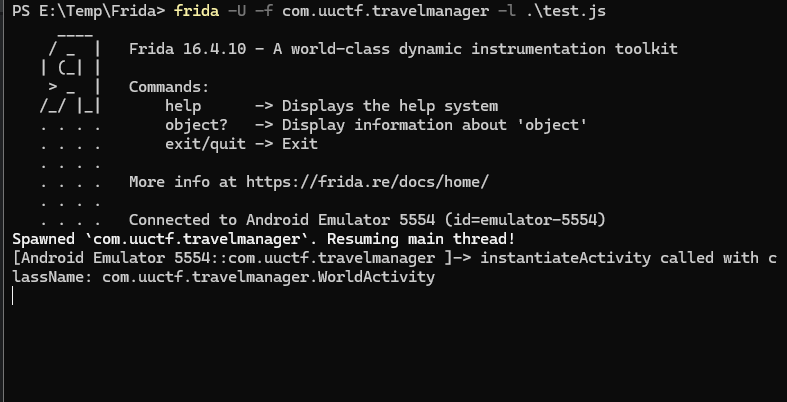 PS E:\Temp\Frida> frida -U -f com.uuctf.travelmanager -l .\test.js
     ____
    / _  |   Frida 16.4.10 - A world-class dynamic instrumentation toolkit
   | (_| |
    > _  |   Commands:
   /_/ |_|       help      -> Displays the help system
   . . . .       object?   -> Display information about 'object'
   . . . .       exit/quit -> Exit
   . . . .
   . . . .   More info at https://frida.re/docs/home/
   . . . .
   . . . .   Connected to Android Emulator 5554 (id=emulator-5554)
Spawned `com.uuctf.travelmanager`. Resuming main thread!
[Android Emulator 5554::com.uuctf.travelmanager ]-> instantiateActivity called with c
lassName: com.uuctf.travelmanager.WorldActivity